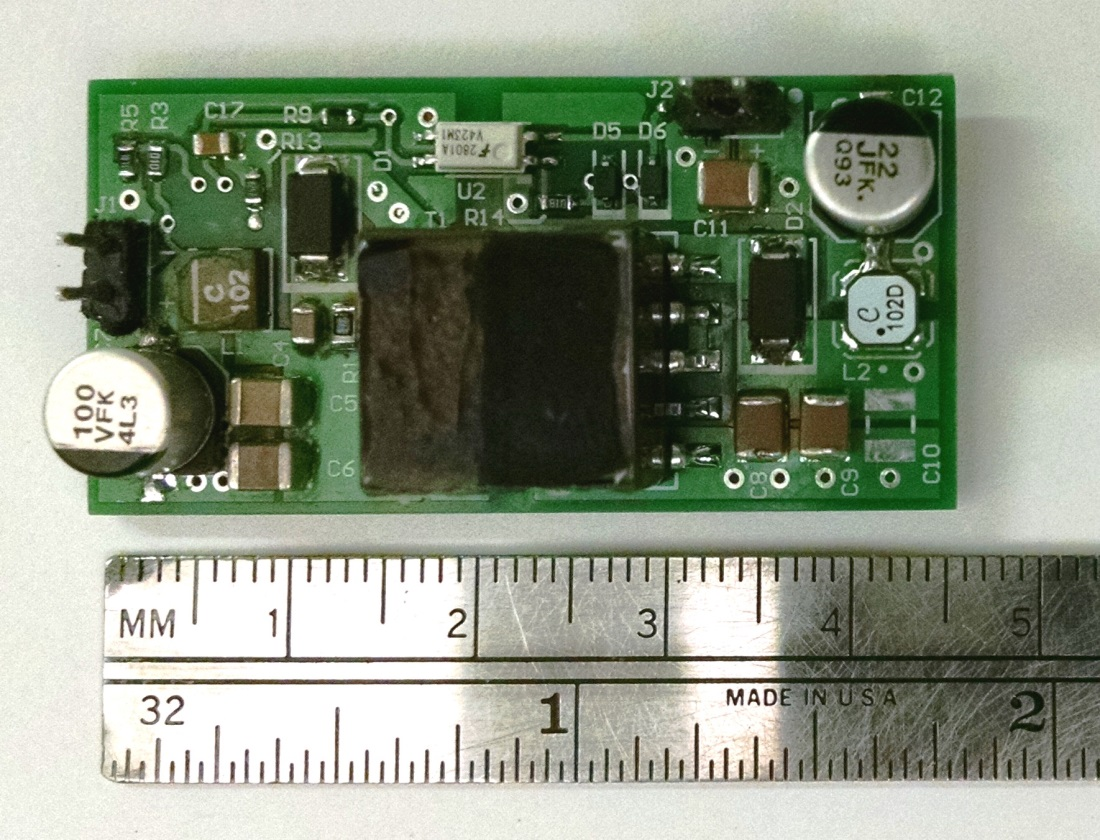 R5
R3
C17
R9
R13
D1
2801A
V423M1
U2
R14
T1
D5
D6
J2
C12
22
JFK.
Q93
C11
D2
J1
C
102
C4
C5
C6
100
VFK
4L3
C
102D
L2
C8
C9
C10
MM
1
2
3
4
5
32
1
MADE IN U S A
2